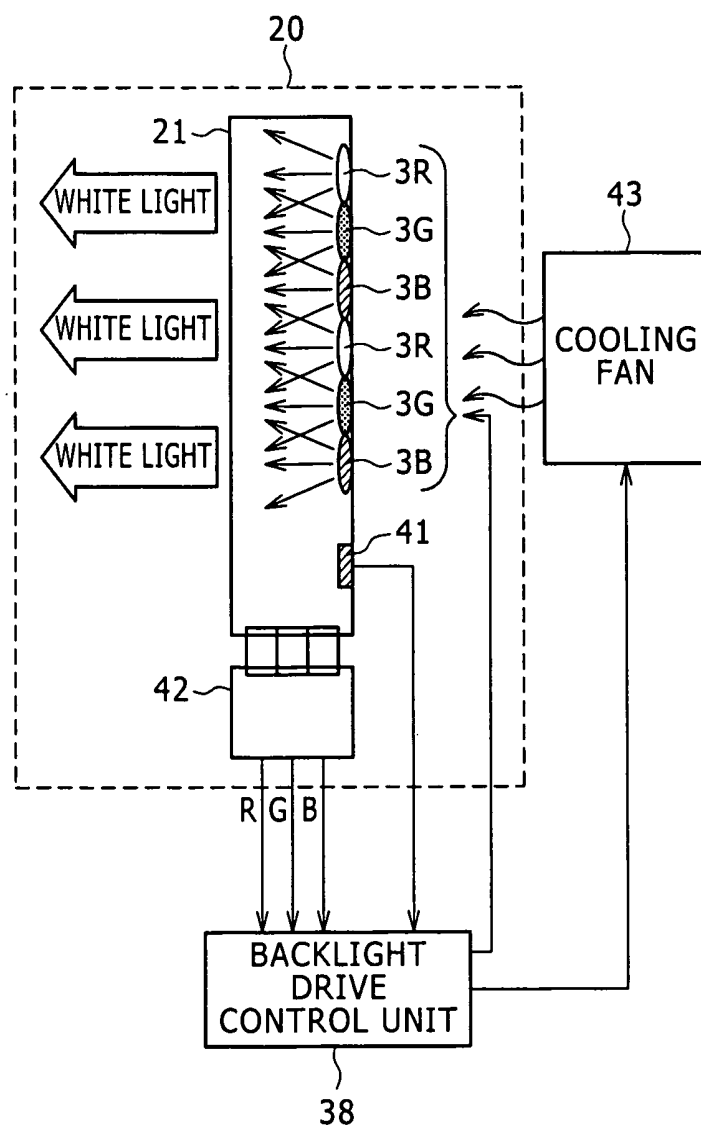 20
21
3R
WHITE LIGHT
3G
43
3B
COOLING
FAN
WHITE LIGHT
3R
3G
WHITE LIGHT
3B
41
42
R G B
BACKLIGHT
DRIVE
CONTROL UNIT
38